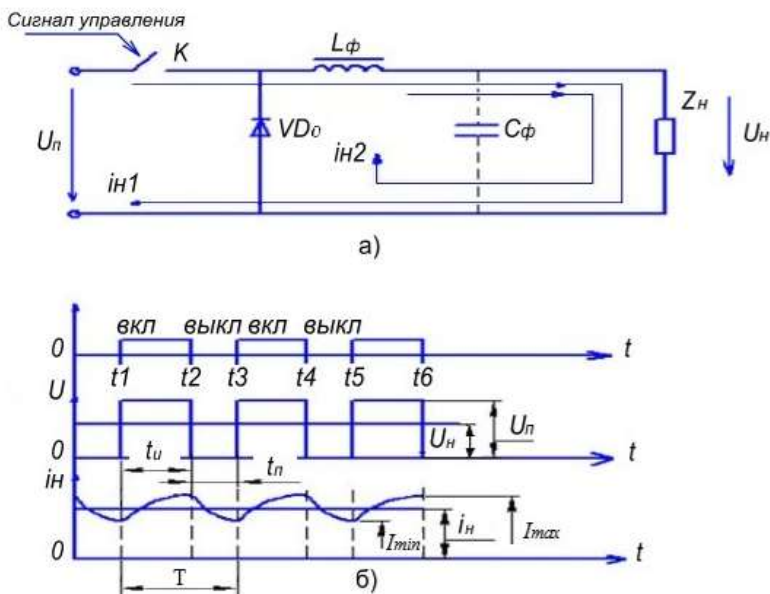 Сигнал управления
K
Lф
Uп
VD0
Cф
Zн
Uн
iн2
iн1
а)
вкл выкл вкл выкл
0 t
t1 t2 t3 t4 t5 t6
U
tи tп Uн Uп
0 t
iн
Imin iн Imax
0 t
T
б)